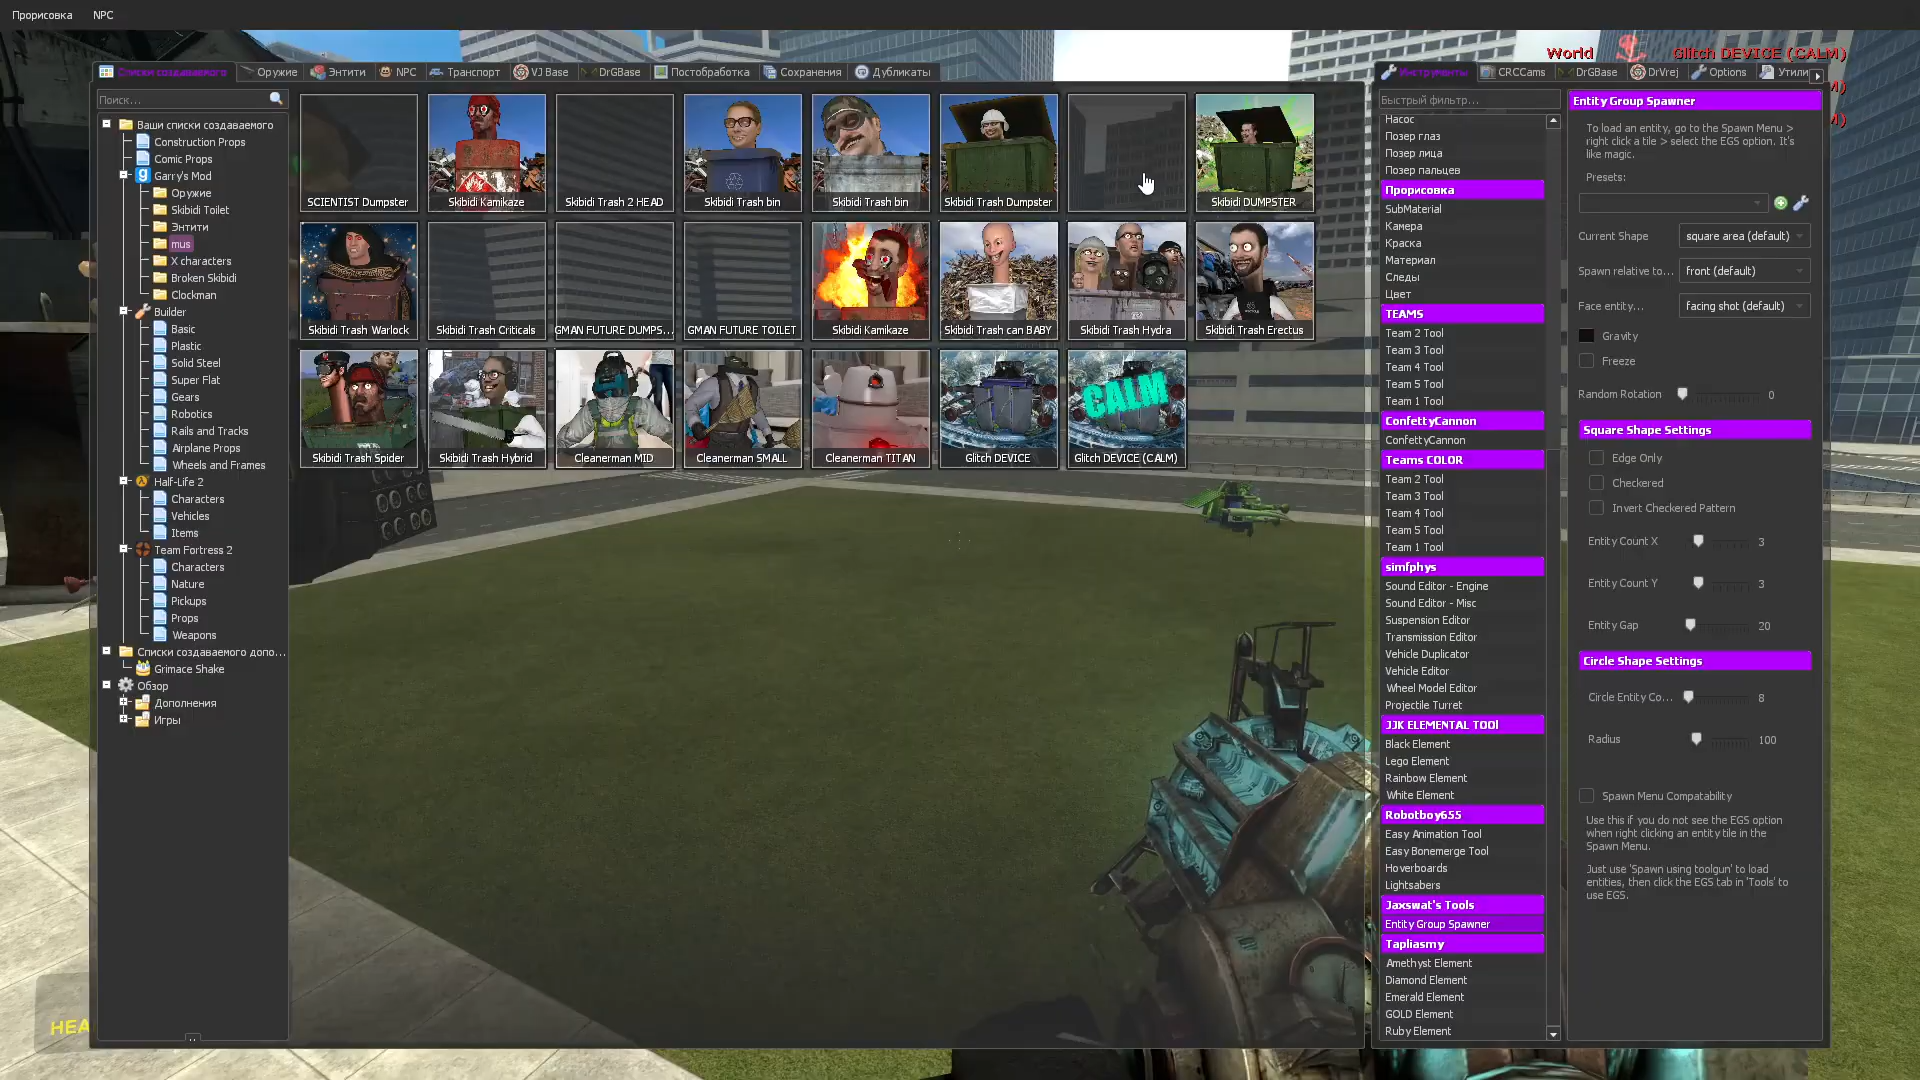 Прорисовка
NPC
World
Glitch DEVICE (CALM)
Списки создаваемого
Оружие
Энтити
NPC
Транспорт
VJ Base
DrGBase
Постобработка
Сохранения
Дубликаты
Инструменты
CRCCams
DrGBase
DrVrej
Options
Утили
Поиск...
Ваши списки создаваемого
Construction Props
Comic Props
Garry's Mod
Оружие
Skibidi Toilet
Энтити
mus
X characters
Broken Skibidi
Clockman
Builder
Basic
Plastic
Solid Steel
Super Flat
Gears
Robotics
Rails and Tracks
Airplane Props
Wheels and Frames
Half-Life 2
Characters
Vehicles
Items
Team Fortress 2
Characters
Nature
Pickups
Props
Weapons
Списки создаваемого допо...
Grimace Shake
Обзор
Дополнения
Игры
HEA
SCIENTIST Dumpster
Skibidi Kamikaze
Skibidi Trash 2 HEAD
Skibidi Trash bin
Skibidi Trash bin
Skibidi Trash Dumpster
Skibidi DUMPSTER
Skibidi Trash Warlock
Skibidi Trash Criticals
GMAN FUTURE DUMPS...
GMAN FUTURE TOILET
Skibidi Kamikaze
Skibidi Trash can BABY
Skibidi Trash Hydra
Skibidi Trash Erectus
Skibidi Trash Spider
Skibidi Trash Hybrid
Cleanerman MID
Cleanerman SMALL
Cleanerman TITAN
Glitch DEVICE
CALM
Glitch DEVICE (CALM)
Быстрый фильтр...
Насос
Позер глаз
Позер лица
Позер пальцев
Прорисовка
SubMaterial
Камера
Краска
Материал
Следы
Цвет
TEAMS
Team 2 Tool
Team 3 Tool
Team 4 Tool
Team 5 Tool
Team 1 Tool
ConfettyCannon
ConfettyCannon
Teams COLOR
Team 2 Tool
Team 3 Tool
Team 4 Tool
Team 5 Tool
Team 1 Tool
simfphys
Sound Editor - Engine
Sound Editor - Misc
Suspension Editor
Transmission Editor
Vehicle Duplicator
Vehicle Editor
Wheel Model Editor
Projectile Turret
JJK ELEMENTAL TOOl
Black Element
Lego Element
Rainbow Element
White Element
Robotboy655
Easy Animation Tool
Easy Bonemerge Tool
Hoverboards
Lightsabers
Jaxswat's Tools
Entity Group Spawner
Tapliasmy
Amethyst Element
Diamond Element
Emerald Element
GOLD Element
Ruby Element
Entity Group Spawner
To load an entity, go to the Spawn Menu >
right click a tile > select the EGS option. It's
like magic.
Presets:
Current Shape
square area (default)
Spawn relative to...
front (default)
Face entity...
facing shot (default)
Gravity
Freeze
Random Rotation
0
Square Shape Settings
Edge Only
Checkered
Invert Checkered Pattern
Entity Count X
3
Entity Count Y
3
Entity Gap
20
Circle Shape Settings
Circle Entity Co...
8
Radius
100
Spawn Menu Compatability
Use this if you do not see the EGS option
when right clicking an entity tile in the
Spawn Menu.
Just use 'Spawn using toolgun' to load
entities, then click the EGS tab in 'Tools' to
use EGS.